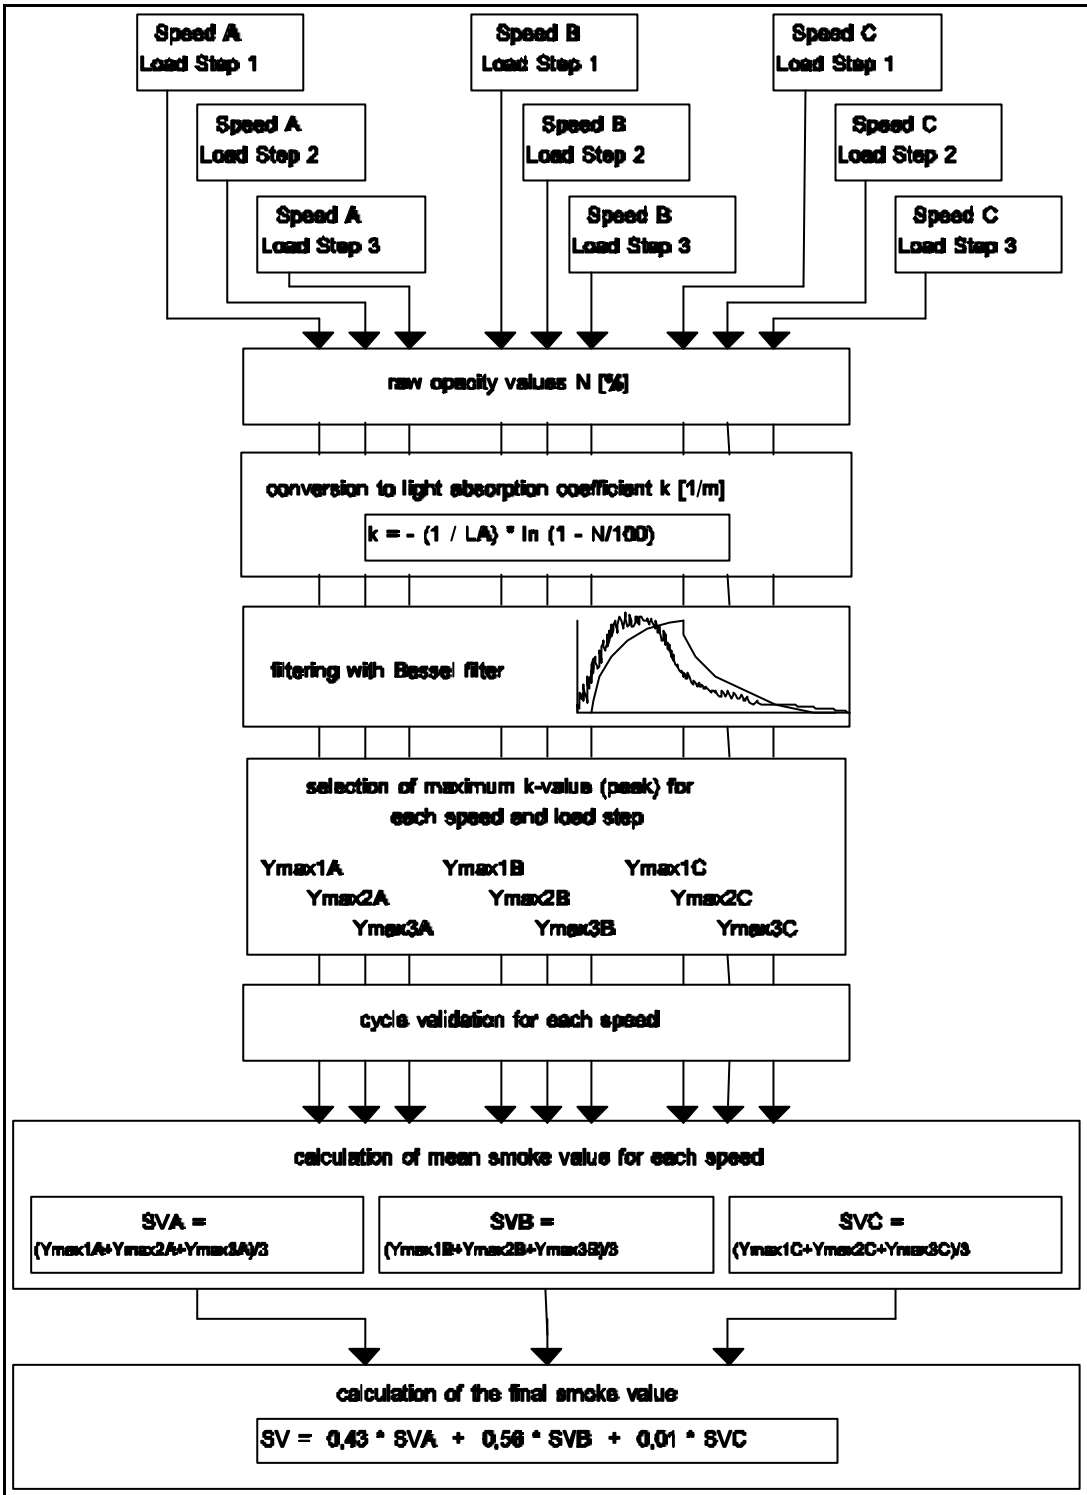 Speed A
Load Step 1
Speed B
Load Step 1
Speed C
Load Step 1
Speed A
Load Step 2
Speed B
Load Step 2
Speed C
Load Step 2
Speed A
Load Step 3
Speed B
Load Step 3
Speed C
Load Step 3
raw opacity values N [%]
conversion to light absorption coefficient k [1/m]
k = - (1 / LA) * ln (1 - N/100)
filtering with Bessel filter
selection of maximum k-value (peak) for
each speed and load step
Ymax1A Ymax1B Ymax1C
Ymax2A Ymax2B Ymax2C
Ymax3A Ymax3B Ymax3C
cycle validation for each speed
calculation of mean smoke value for each speed
SVA =
(Ymax1A+Ymax2A+Ymax3A)/3
SVB =
(Ymax1B+Ymax2B+Ymax3B)/3
SVC =
(Ymax1C+Ymax2C+Ymax3C)/3
calculation of the final smoke value
SV = 0,43 * SVA + 0,56 * SVB + 0,01 * SVC